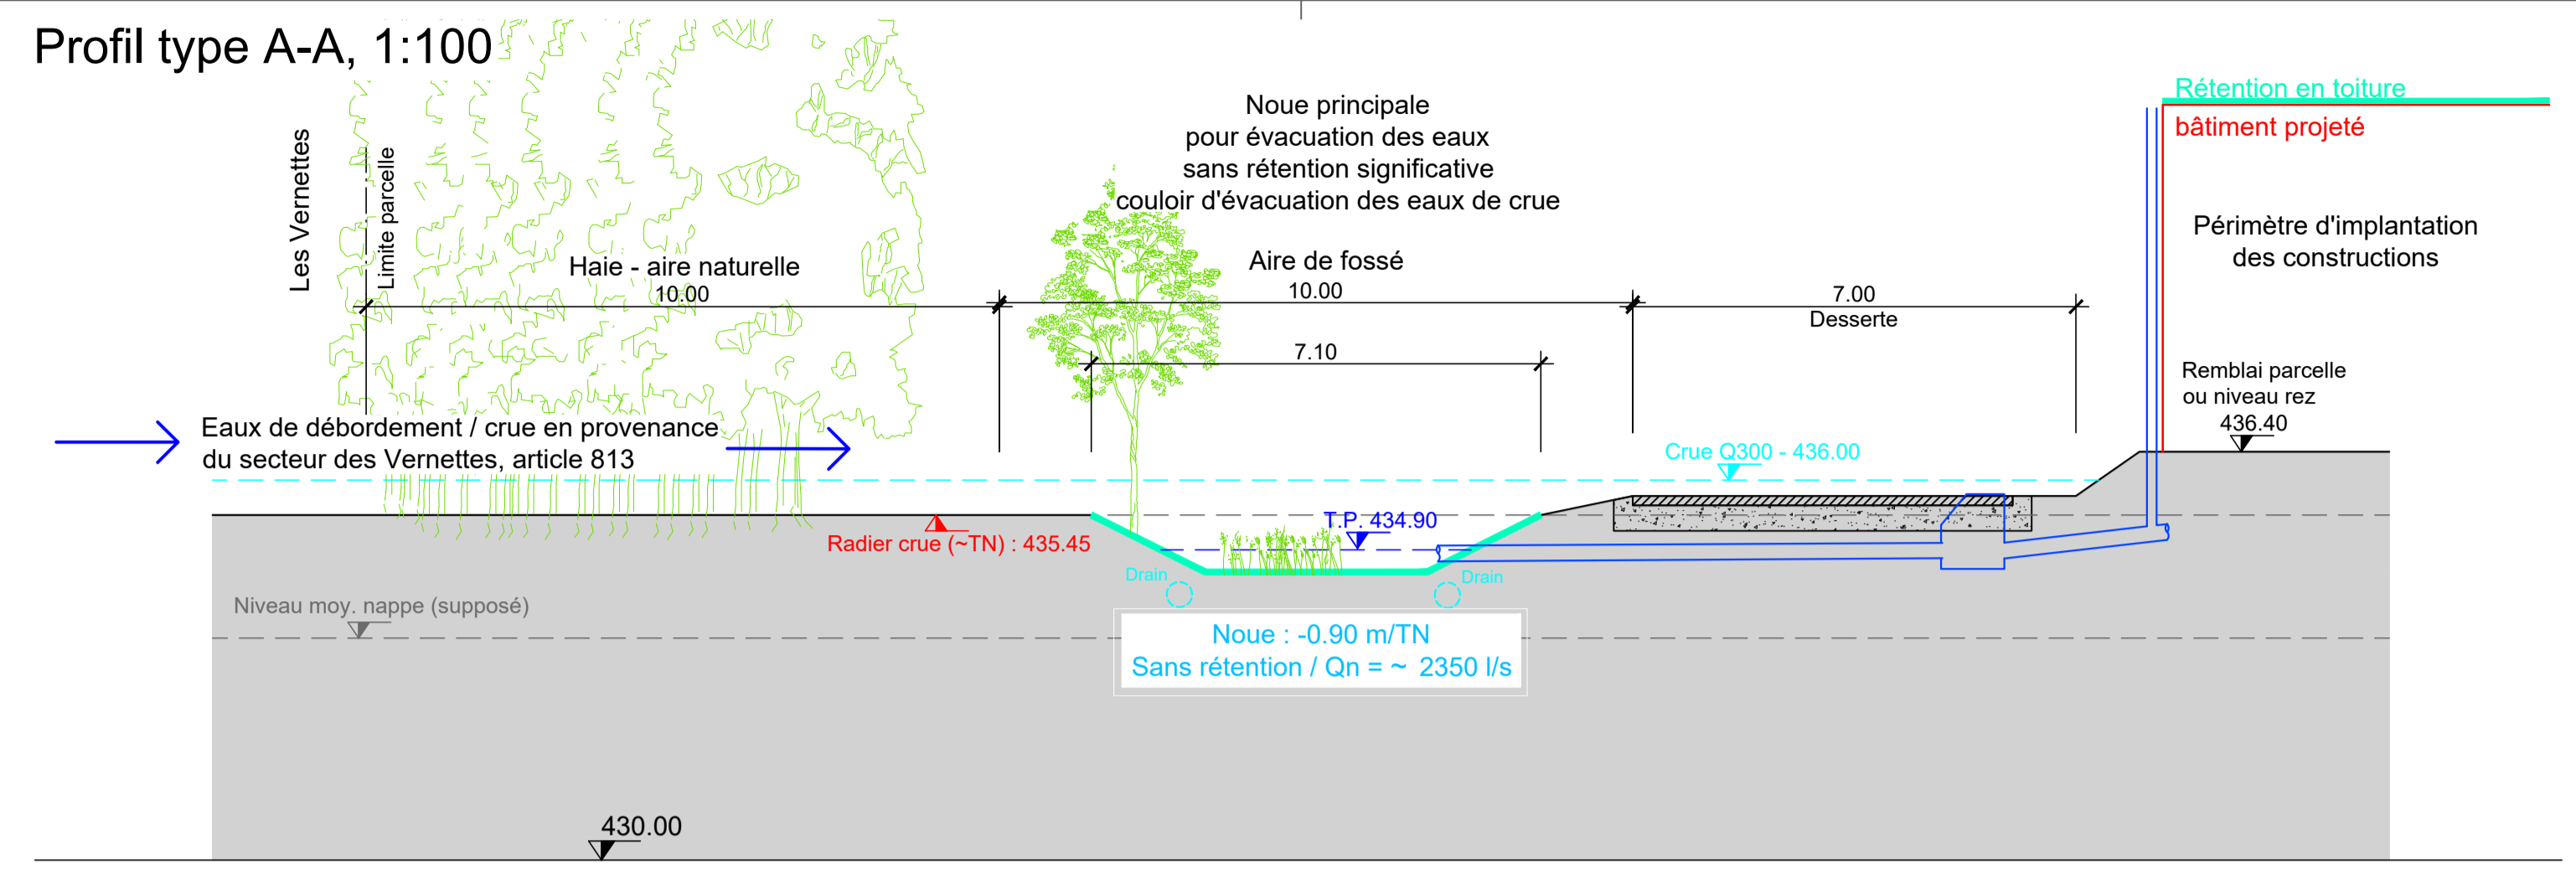 Profil type A-A, 1:100
Les Vernettes
Limite parcelle
Haie - aire naturelle
10.00
Noue principale
pour évacuation des eaux
sans rétention significative
couloir d'évacuation des eaux de crue
Aire de fossé
10.00
7.10
7.00
Desserte
Rétention en toiture
bâtiment projeté
Périmètre d'implantation
des constructions
Remblai parcelle
ou niveau rez
436.40
Eaux de débordement / crue en provenance
du secteur des Vernettes, article 813
Crue Q300 - 436.00
Radier crue (~TN) : 435.45
T.P. 434.90
Drain
Drain
Niveau moy. nappe (supposé)
Noue : -0.90 m/TN
Sans rétention / Qn = ~ 2350 l/s
430.00